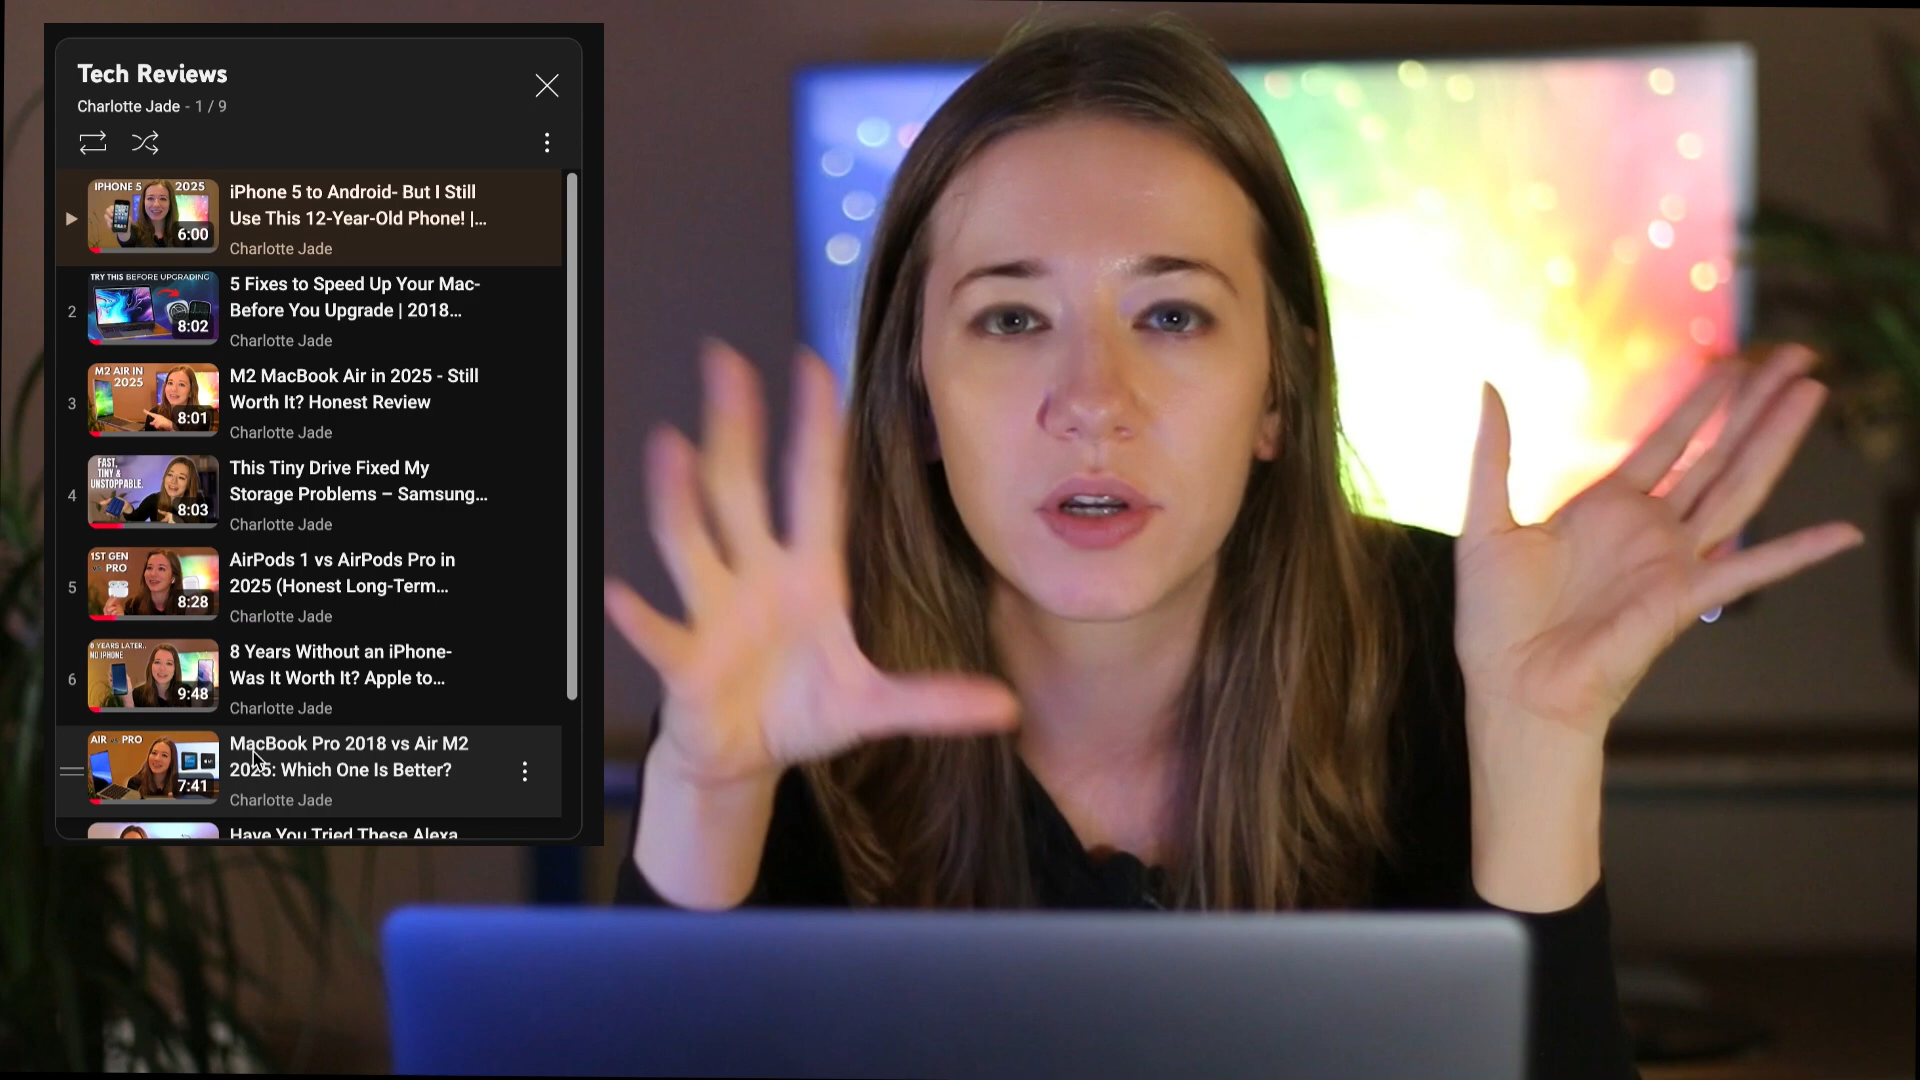 Tech Reviews
Charlotte Jade - 1 / 9
IPHONE 5 2025
6:00
iPhone 5 to Android- But I Still
Use This 12-Year-Old Phone! |...
Charlotte Jade
2
TRY THIS BEFORE UPGRADING
8:02
5 Fixes to Speed Up Your Mac-
Before You Upgrade | 2018...
Charlotte Jade
3
M2 AIR IN
2025
8:01
M2 MacBook Air in 2025 - Still
Worth It? Honest Review
Charlotte Jade
4
FAST,
TINY &
UNSTOPPABLE.
8:03
This Tiny Drive Fixed My
Storage Problems – Samsung...
Charlotte Jade
5
1ST GEN
PRO
8:28
AirPods 1 vs AirPods Pro in
2025 (Honest Long-Term...
Charlotte Jade
6
8 YEARS LATER..
NO IPHONE
9:48
8 Years Without an iPhone-
Was It Worth It? Apple to...
Charlotte Jade
AIR PRO
7:41
MacBook Pro 2018 vs Air M2
2025: Which One Is Better?
Charlotte Jade
Have You Tried These Alexa